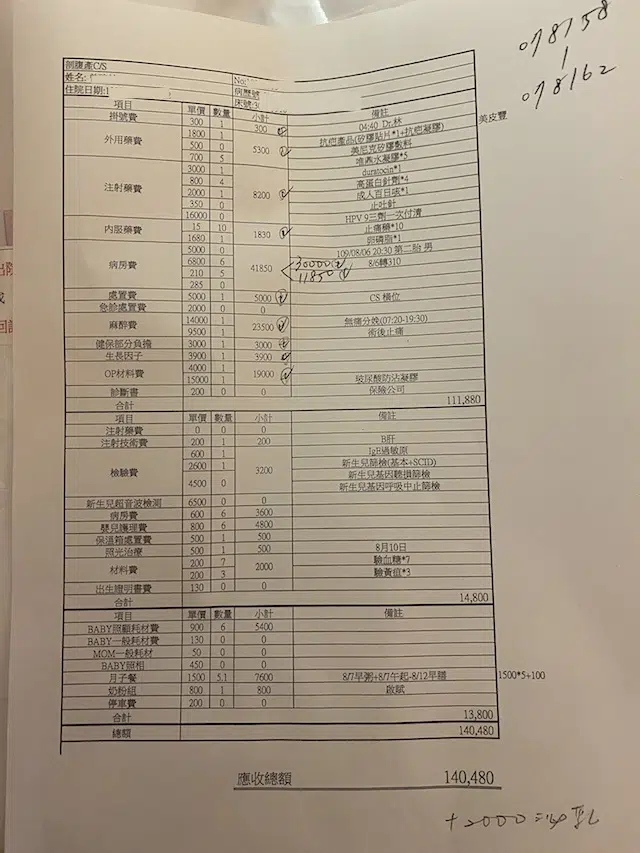 078158
|
078162
剖腹產C/S
姓名: No:
病歷號
住院日期:1 床號:3
項目 單價 數量 小計 備註
掛號費 300 1 300 04:40 Dr.林
外用藥費 1800 1 5300 抗疤產品(矽膠貼片*1+抗疤凝膠) 美皮豐
500 0 美尼克矽膠敷料
700 5 堆燕水凝膠*5
注射藥費 3000 1 8200 duratocin*1
800 4 高蛋白針劑*4
2000 1 成人百日咳*1
350 0 止吐針
16000 0 HPV 9三劑一次付清
內服藥費 15 10 1830 止痛藥*10
1680 1 卵磷脂*1
病房費 5000 0 41850 109/08/06 20:30 第二胎 男
6800 6 30000 8/6轉310
210 5 11850
285 0
處置費 5000 1 5000 CS 橫位
急診處置費 2000 0 0
麻醉費 14000 1 23500 無痛分娩(07:20-19:30)
9500 1 術後止痛
健保部分負擔 3000 1 3000
生長因子 3900 1 3900
OP材料費 4000 1 19000
15000 1 玻尿酸防沾凝膠
診斷書 200 0 0 保險公司
合計 111,880
項目 單價 數量 小計 備註
注射藥費 0 0 0
注射技術費 200 1 200 B肝
檢驗費 600 1 3200 IgE過敏原
2600 1 新生兒篩檢(基本+SCID)
4500 0 新生兒基因聽損篩檢
新生兒基因呼吸中止篩檢
新生兒超音波檢測 6500 0 0
病房費 600 6 3600
嬰兒護理費 800 6 4800
保溫箱處置費 500 1 500
照光治療 500 1 500 8月10日
材料費 200 7 2000 驗血糖*7
200 3 驗黃疸*3
出生證明書費 130 0 0
合計 14,800
項目 單價 數量 小計 備註
BABY照顧耗材費 900 6 5400
BABY一般耗材費 130 0 0
MOM一般耗材 50 0 0
BABY照相 450 0 0
月子餐 1500 5.1 7600 8/7早粥+8/7午起-8/12早膳 1500*5+100
奶粉組 800 1 800 啟賦
停車費 200 0 0
合計 13,800
總額 140,480
應收總額 140,480
+2000